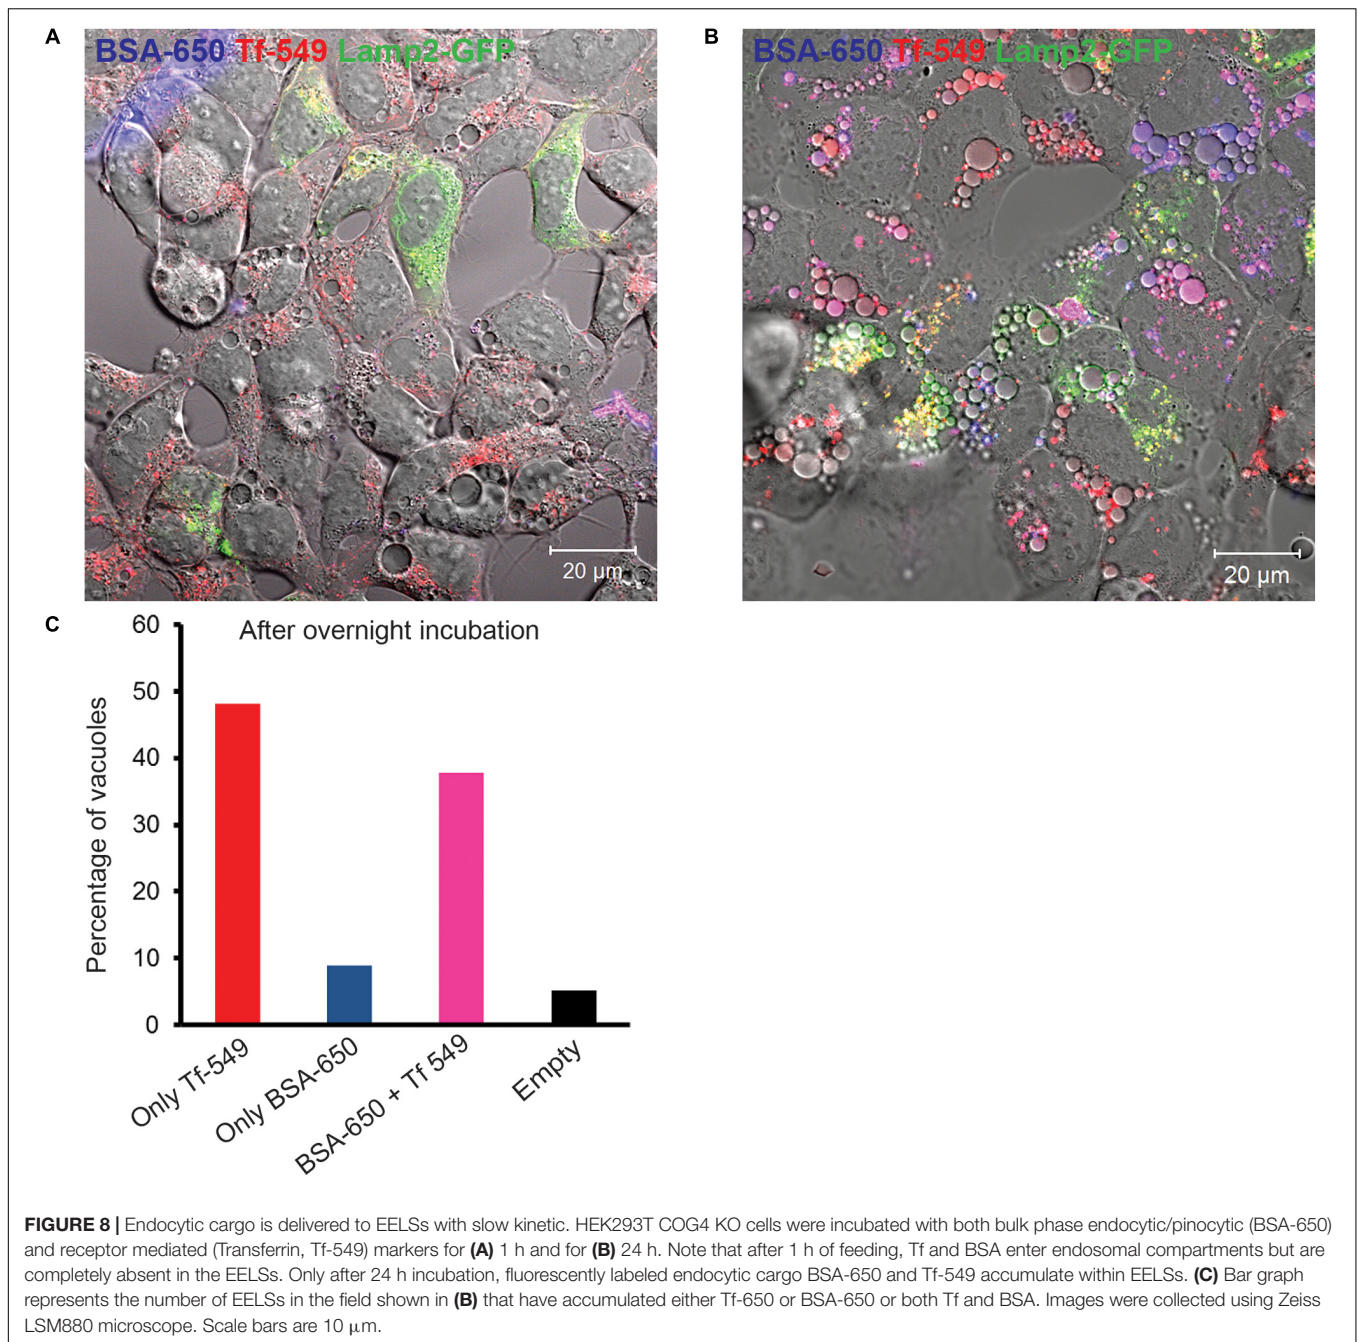 A
BSA-650 Tf-549 Lamp2-GFP
20 µm
B
BSA-650 Tf-549 Lamp2-GFP
20 µm
C
After overnight incubation
Percentage of vacuoles
60
50
40
30
20
10
0
Only Tf-549
Only BSA-650
BSA-650 + Tf 549
Empty
FIGURE 8 | Endocytic cargo is delivered to EELSs with slow kinetic. HEK293T COG4 KO cells were incubated with both bulk phase endocytic/pinocytic (BSA-650)
and receptor mediated (Transferrin, Tf-549) markers for (A) 1 h and for (B) 24 h. Note that after 1 h of feeding, Tf and BSA enter endosomal compartments but are
completely absent in the EELSs. Only after 24 h incubation, fluorescently labeled endocytic cargo BSA-650 and Tf-549 accumulate within EELSs. (C) Bar graph
represents the number of EELSs in the field shown in (B) that have accumulated either Tf-650 or BSA-650 or both Tf and BSA. Images were collected using Zeiss
LSM880 microscope. Scale bars are 10 µm.